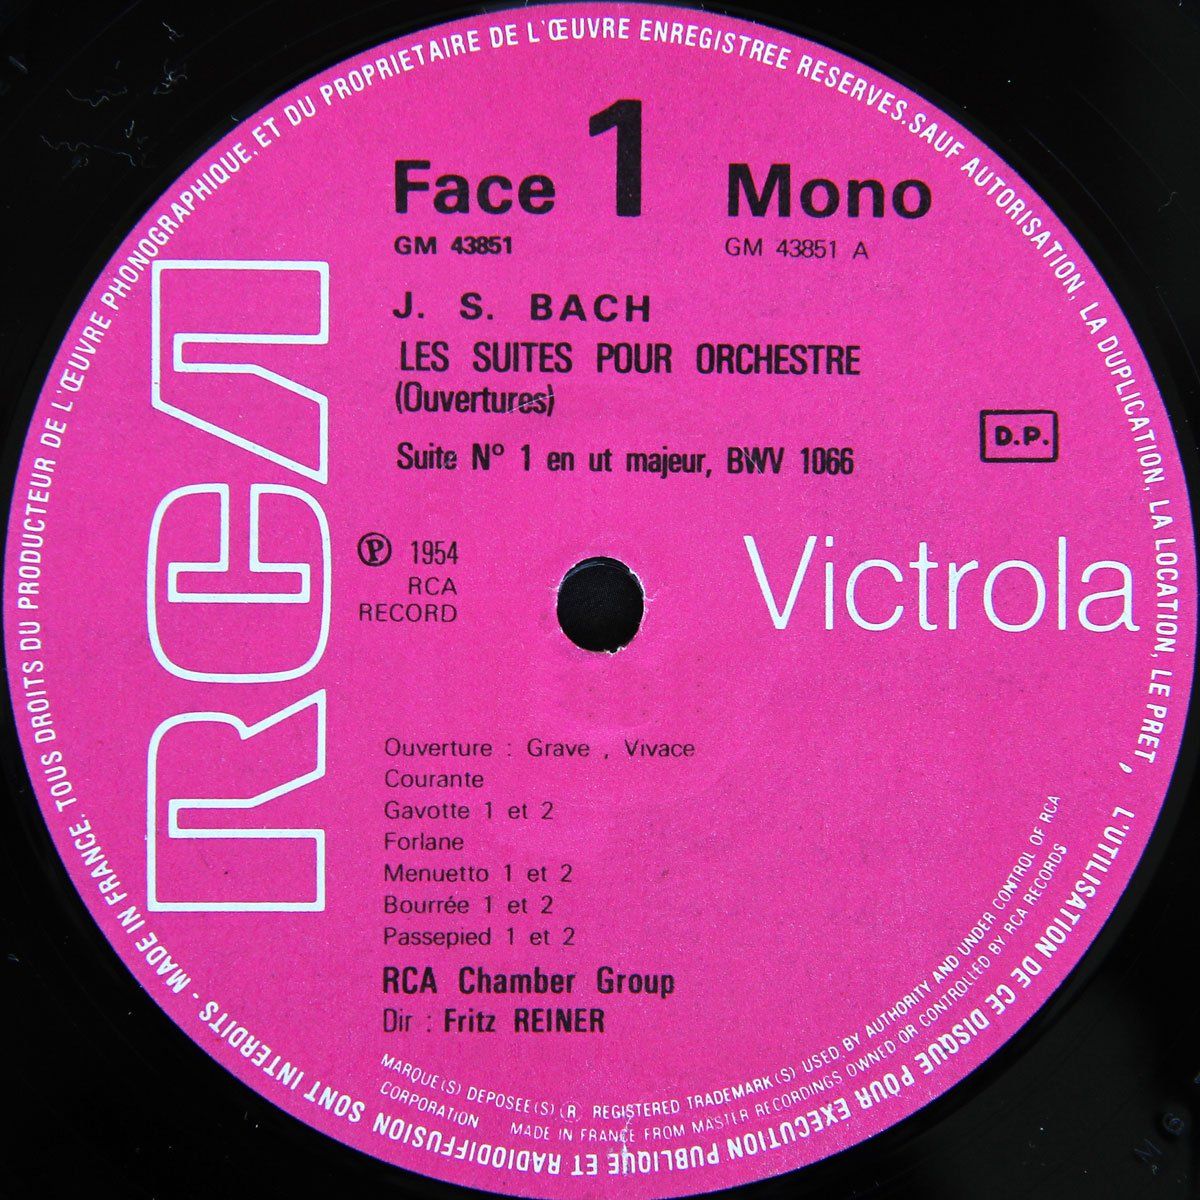 TOUS DROITS DU PRODUCTEUR DE L'ŒUVRE PHONOGRAPHIQUE. ET DU PROPRIETAIRE DE L'ŒUVRE ENREGISTREE RESERVES. SAUF AUTORISATION, LA DUPLICATION, LA LOCATION, LE PRET, L'UTILISATION DE CE DISQUE POUR EXECUTION PUBLIQUE ET RADIODIFFUSION SONT INTERDITS - MADE IN FRANCE.
Face 1 Mono
GM 43851 GM 43851 A
J. S. BACH
LES SUITES POUR ORCHESTRE
(Ouvertures)
D.P.
Suite Nº 1 en ut majeur, BWV 1066
RCA
℗ 1954
RCA
RECORD
Victrola
Ouverture : Grave , Vivace
Courante
Gavotte 1 et 2
Forlane
Menuetto 1 et 2
Bourrée 1 et 2
Passepied 1 et 2
RCA Chamber Group
Dir : Fritz REINER
MARQUE(S) DEPOSEE(S) (R) REGISTERED TRADEMARK(S) USED BY AUTHORITY AND UNDER CONTROL OF RCA
CORPORATION MADE IN FRANCE FROM MASTER RECORDINGS OWNED OR CONTROLLED BY RCA RECORDS